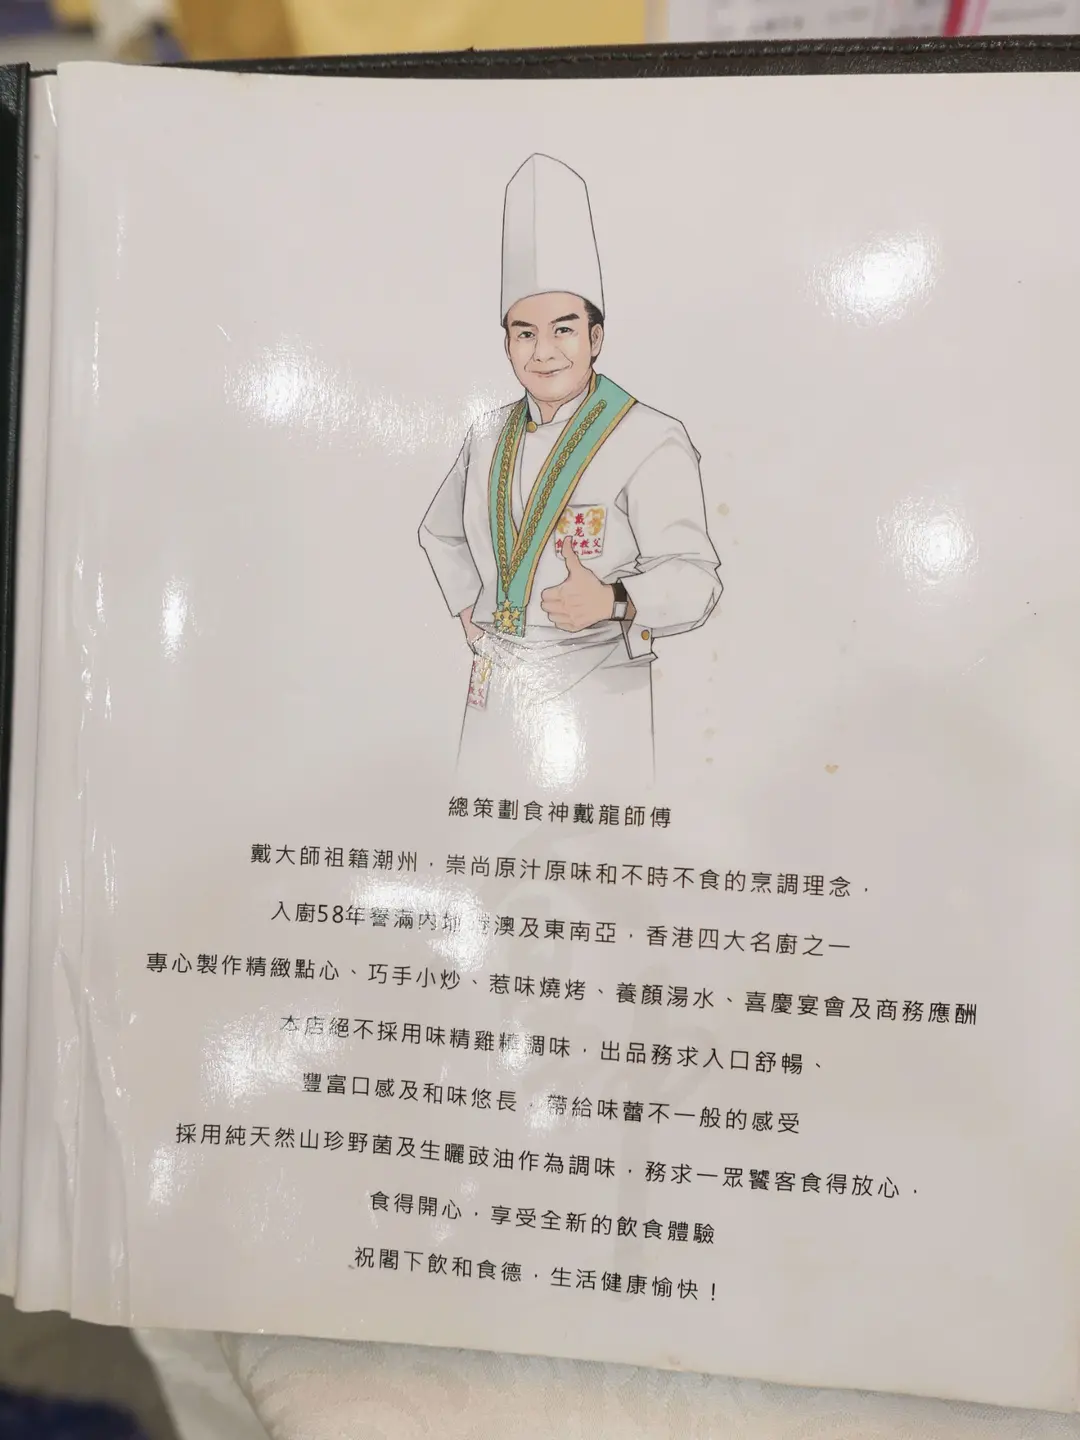 戴
龙
食神教父
總策劃食神戴龍師傅
戴大師祖籍潮州，崇尚原汁原味和不時不食的烹調理念，
入廚58年譽滿內地 港澳及東南亞，香港四大名廚之一
專心製作精緻點心、巧手小炒、惹味燒烤、養顏湯水、喜慶宴會及商務應酬
本店絕不採用味精雞粉調味，出品務求入口舒暢、
豐富口感及和味悠長，帶給味蕾不一般的感受
採用純天然山珍野菌及生曬豉油作為調味，務求一眾饕客食得放心，
食得開心，享受全新的飲食體驗
祝閣下飲和食德，生活健康愉快！